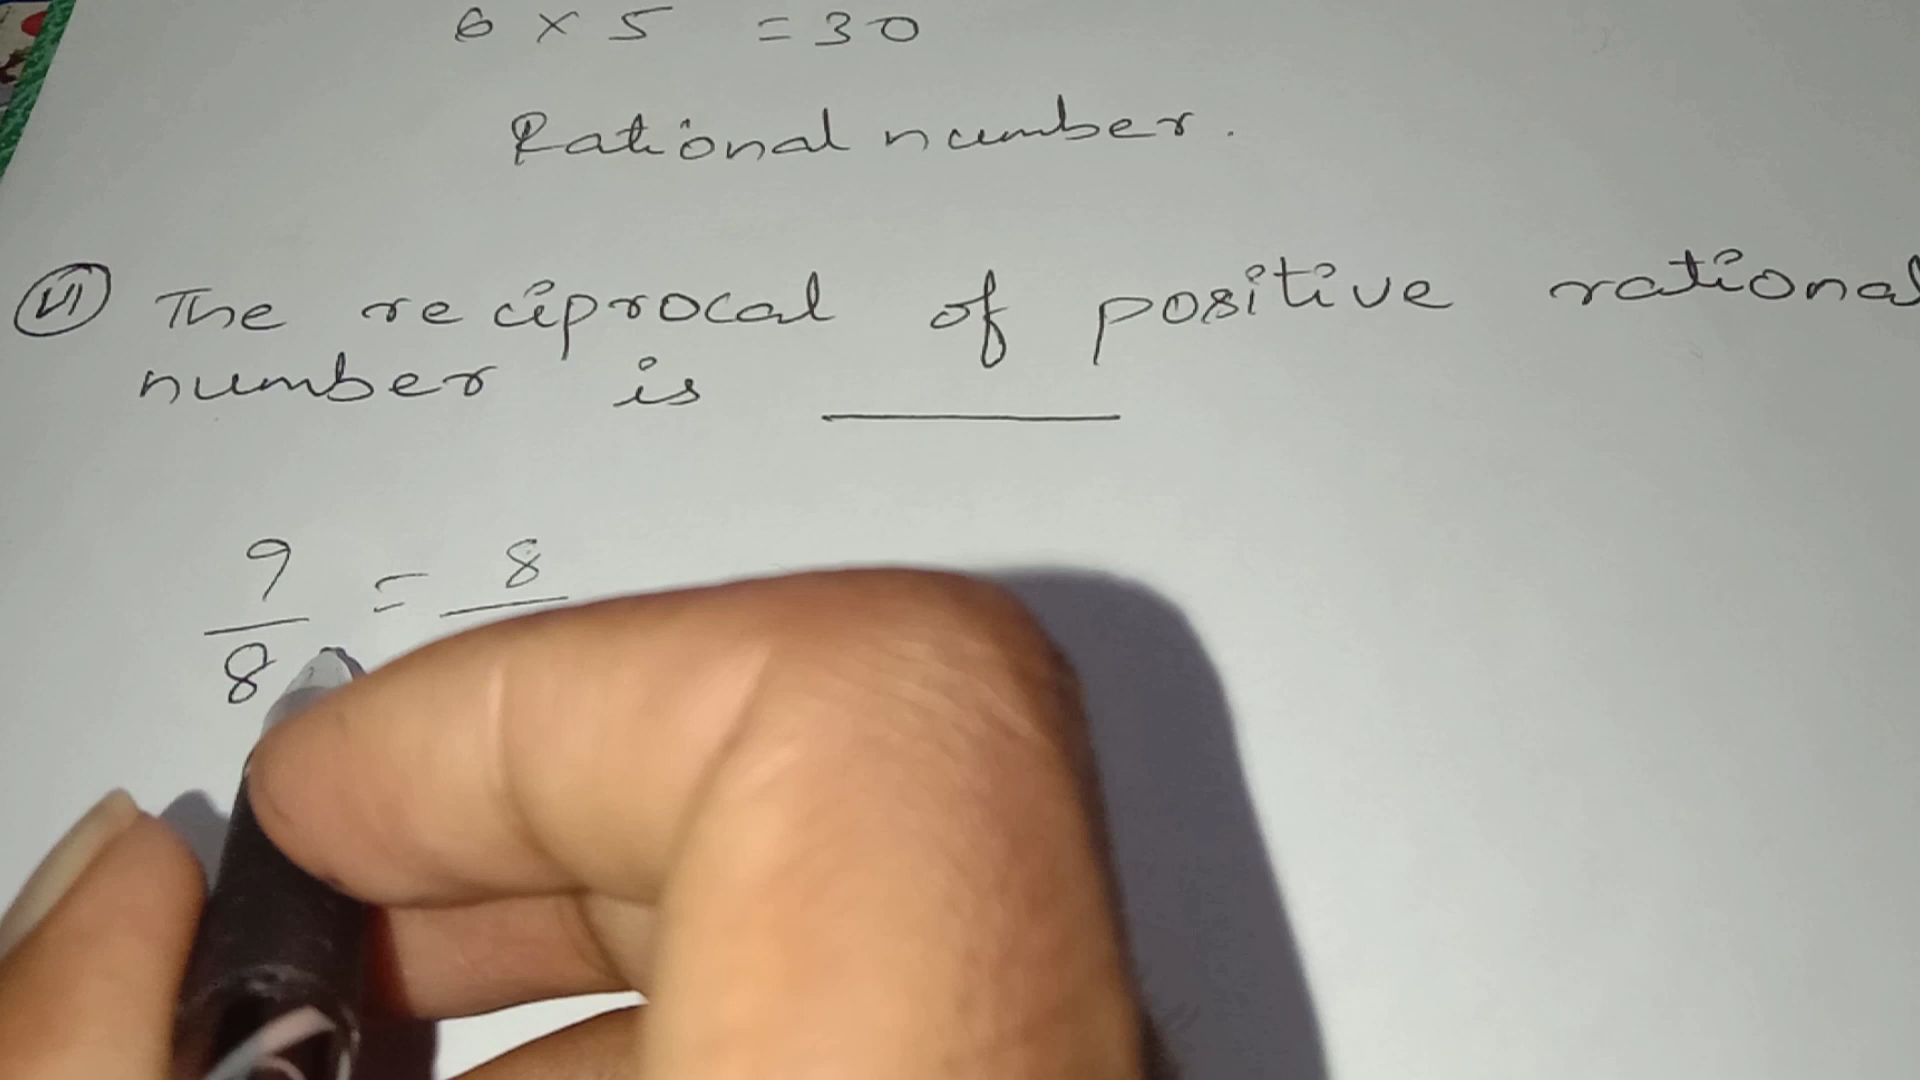 6 × 5 = 30
Rational number.
(VI) The reciprocal of positive rational
number is ______
9/8 = 8/